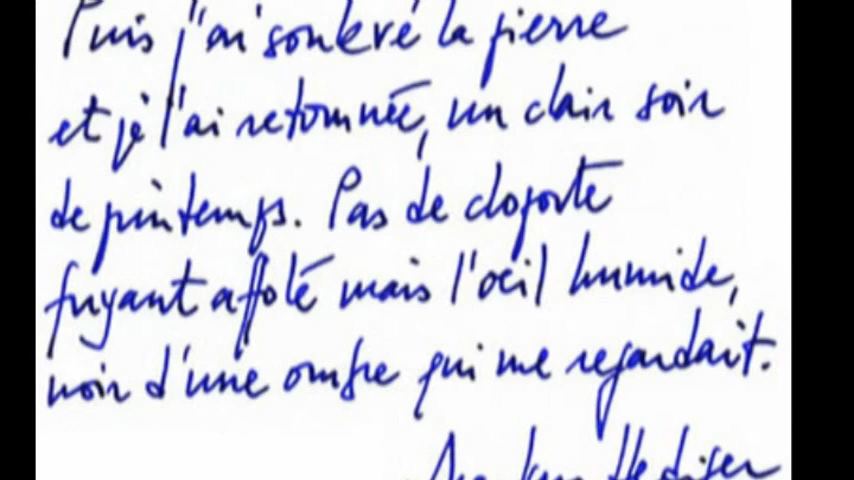 Puis j'ai soulevé la pierre
et je l'ai retournée, un clair soir
de printemps. Pas de cloporte
fuyant affolé mais l'oeil humide,
noir d'une ombre qui me regardait.